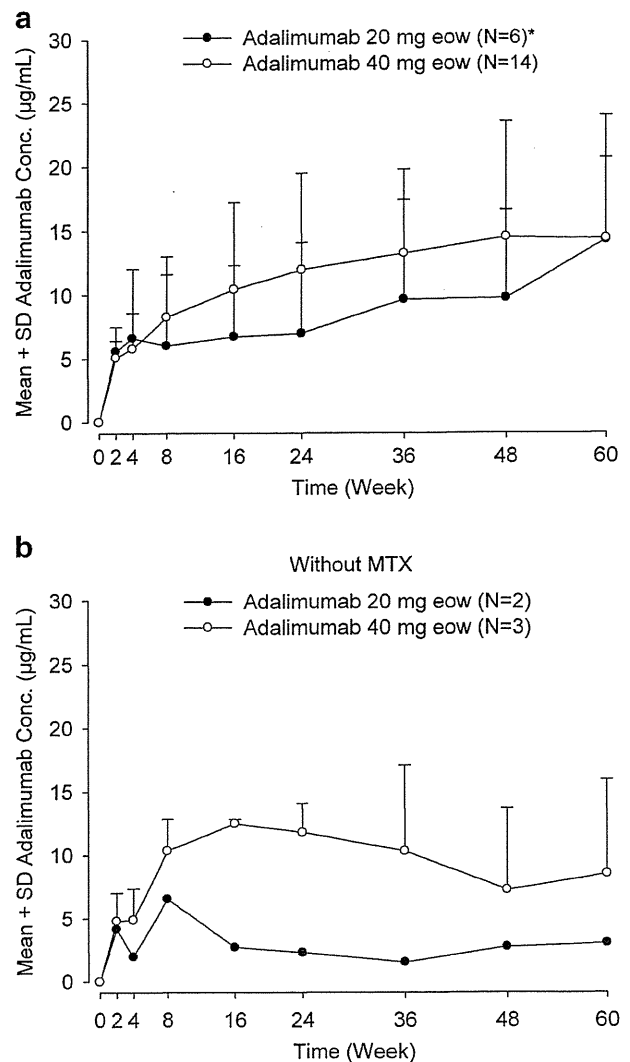 a
Adalimumab 20 mg eow (N=6)*
Adalimumab 40 mg eow (N=14)
Mean + SD Adalimumab Conc. (µg/mL)
30
25
20
15
10
5
0
0 2 4 8 16 24 36 48 60
Time (Week)
b
Without MTX
Adalimumab 20 mg eow (N=2)
Adalimumab 40 mg eow (N=3)
Mean + SD Adalimumab Conc. (µg/mL)
30
25
20
15
10
5
0
0 2 4 8 16 24 36 48 60
Time (Week)